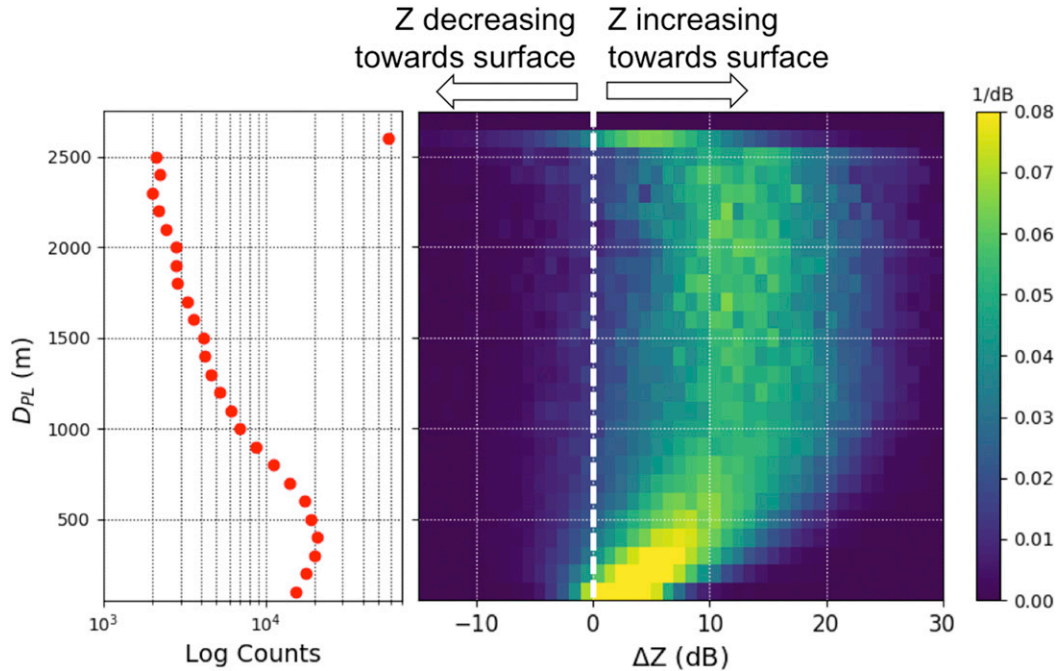 Z decreasing
towards surface
Z increasing
towards surface
1/dB
D_PL (m)
2500
2000
1500
1000
500
10^3
10^4
Log Counts
−10
0
10
20
30
ΔZ (dB)
0.08
0.07
0.06
0.05
0.04
0.03
0.02
0.01
0.00